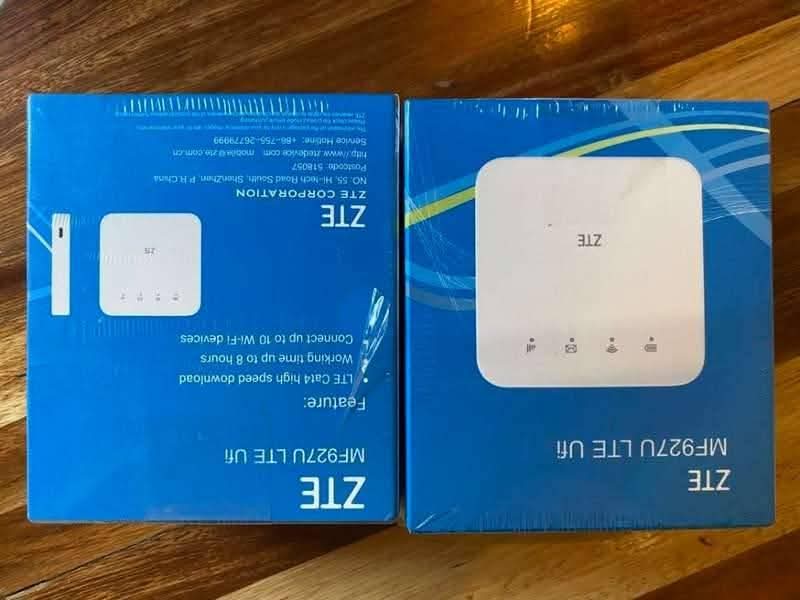 ZTE
MF927U LTE Ufi
Feature:
• LTE Cat4 high speed download
• Working time up to 8 hours
• Connect up to 10 Wi-Fi devices
ZTE
ZTE
ZTE CORPORATION
NO. 55, Hi-tech Road South, ShenZhen, P.R.China
Postcode: 518057
http://www.ztedevice.com mobile@zte.com.cn
Service Hotline: +86-755-26779999
ZTE
MF927U LTE Ufi
ZTE